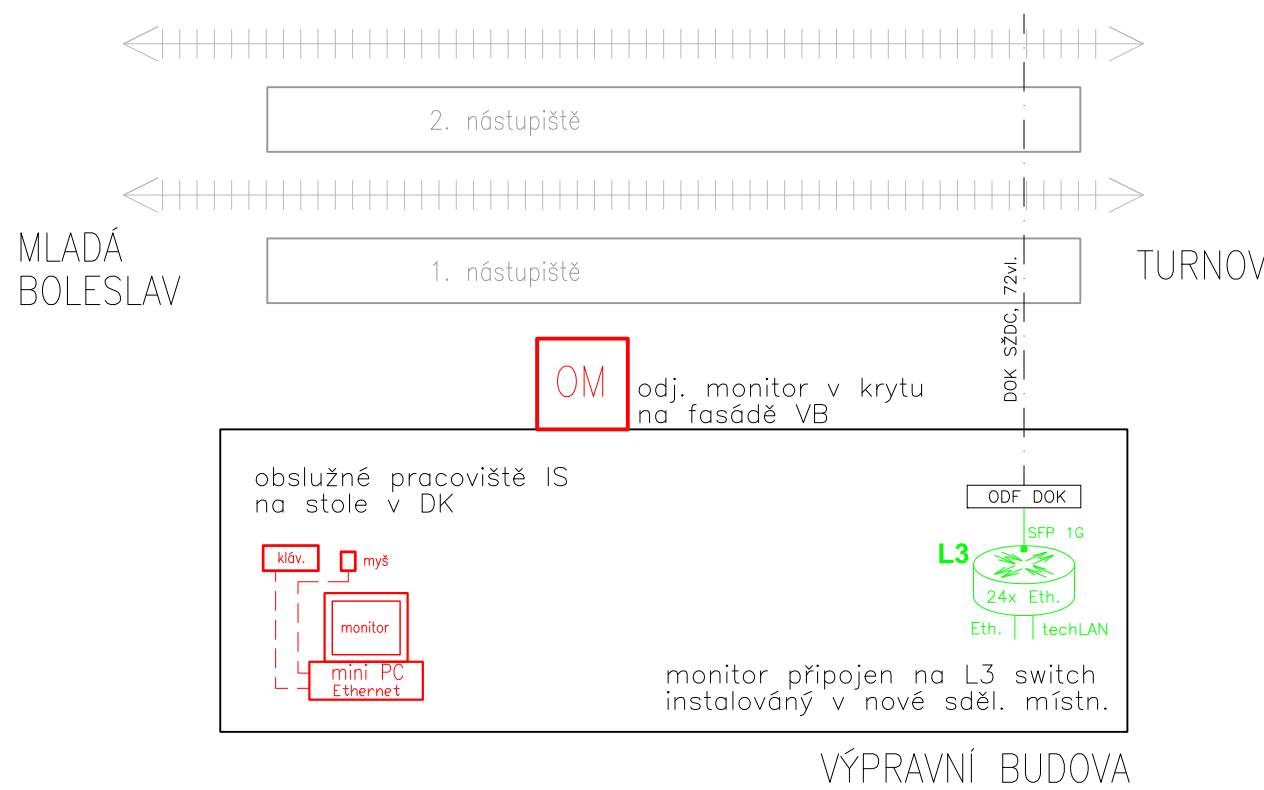 2. nástupiště
MLADÁ
BOLESLAV
1. nástupiště
TURNOV
DOK SŽDC, 72vl.
OM
odj. monitor v krytu
na fasádě VB
obslužné pracoviště IS
na stole v DK
kláv.
myš
monitor
mini PC
Ethernet
ODF DOK
SFP 1G
L3
24x Eth.
Eth.
techLAN
monitor připojen na L3 switch
instalováný v nové sděl. místn.
VÝPRAVNÍ BUDOVA